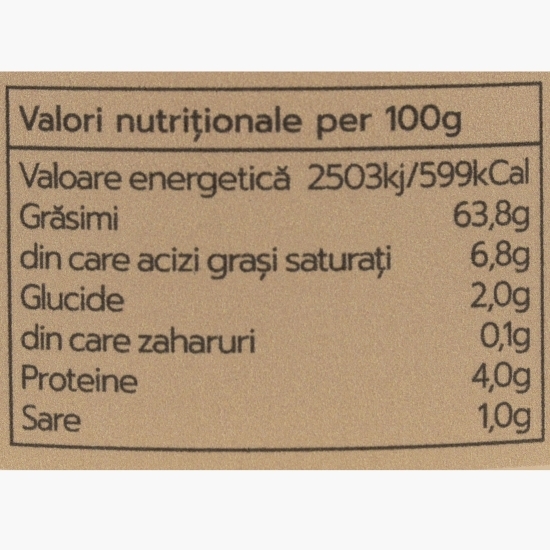 Valori nutriționale per 100g
Valoare energetică 2503kj/599kCal
Grăsimi 63,8g
din care acizi grași saturați 6,8g
Glucide 2,0g
din care zaharuri 0,1g
Proteine 4,0g
Sare 1,0g